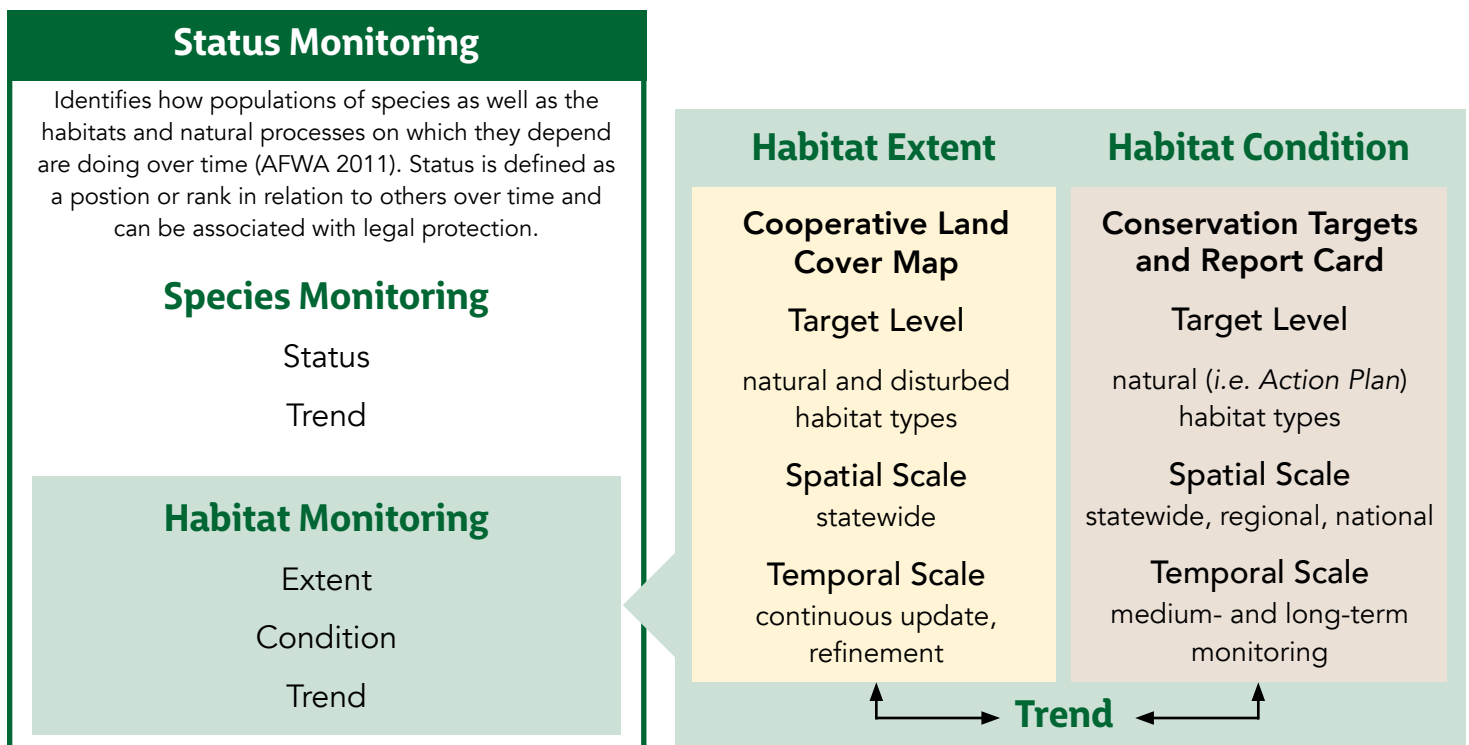 Status Monitoring
Identifies how populations of species as well as the
habitats and natural processes on which they depend
are doing over time (AFWA 2011). Status is defined as
a postion or rank in relation to others over time and
can be associated with legal protection.
Species Monitoring
Status
Trend
Habitat Monitoring
Extent
Condition
Trend
Habitat Extent
Cooperative Land
Cover Map
Target Level
natural and disturbed
habitat types
Spatial Scale
statewide
Temporal Scale
continuous update,
refinement
Habitat Condition
Conservation Targets
and Report Card
Target Level
natural (i.e. Action Plan)
habitat types
Spatial Scale
statewide, regional, national
Temporal Scale
medium- and long-term
monitoring
Trend